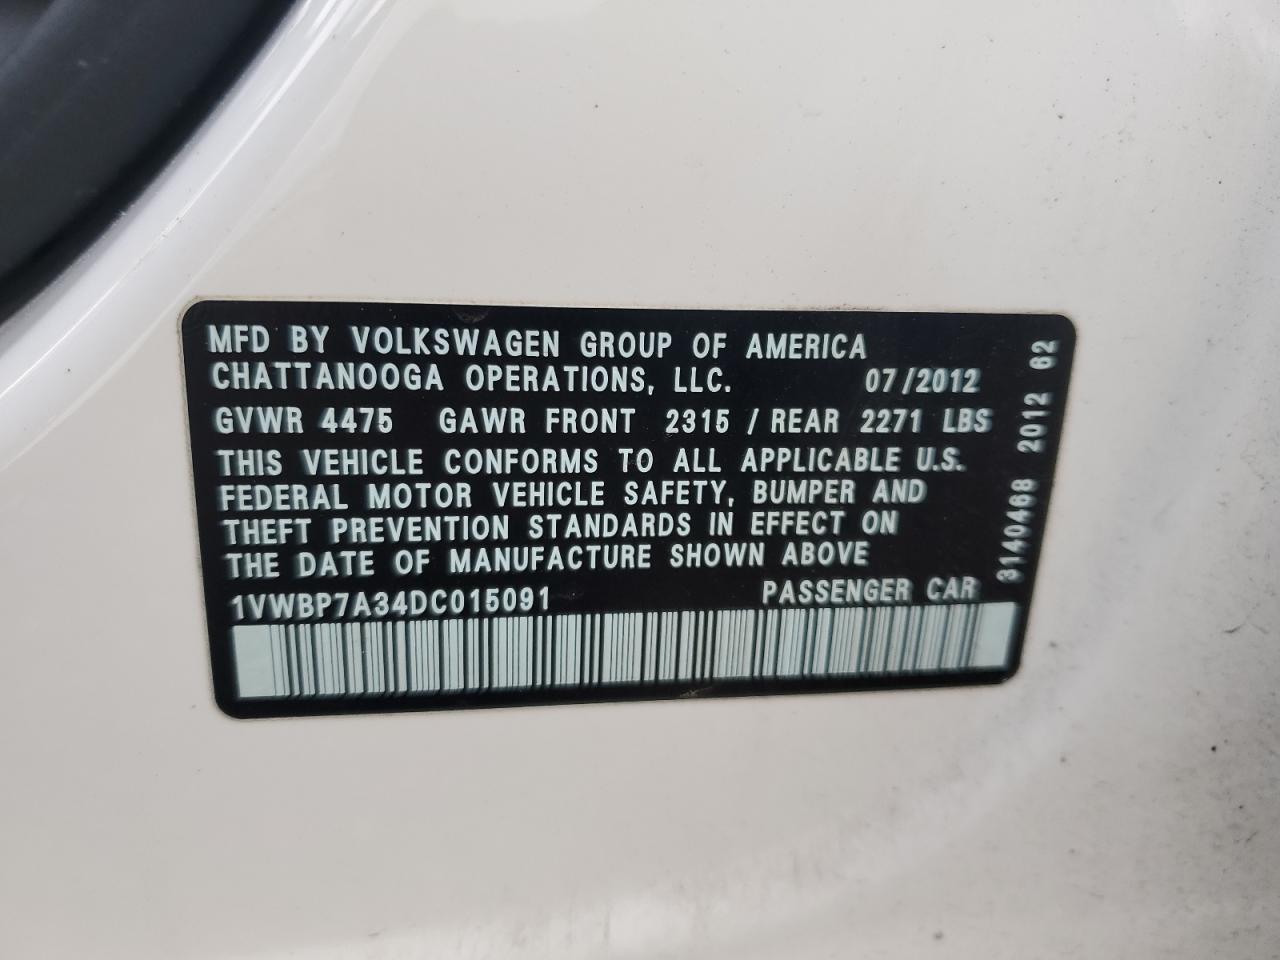 MFD BY VOLKSWAGEN GROUP OF AMERICA
CHATTANOOGA OPERATIONS, LLC. 07/2012
GVWR 4475 GAWR FRONT 2315 / REAR 2271 LBS
THIS VEHICLE CONFORMS TO ALL APPLICABLE U.S.
FEDERAL MOTOR VEHICLE SAFETY, BUMPER AND
THEFT PREVENTION STANDARDS IN EFFECT ON
THE DATE OF MANUFACTURE SHOWN ABOVE
1VWBP7A34DC015091 PASSENGER CAR
3140468 2012 62